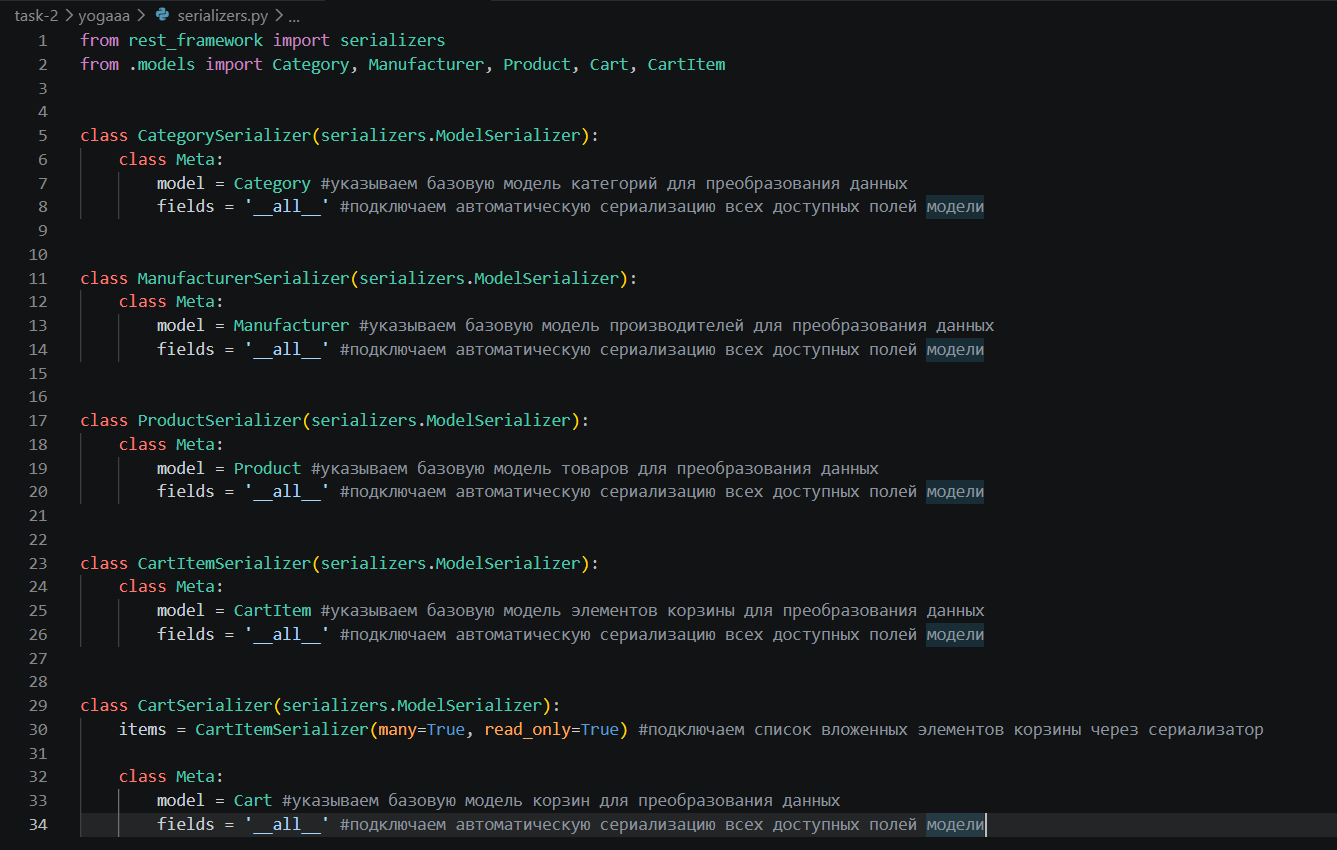 task-2 > yogaaa > serializers.py > ...
1 from rest_framework import serializers
2 from .models import Category, Manufacturer, Product, Cart, CartItem
3
4
5 class CategorySerializer(serializers.ModelSerializer):
6     class Meta:
7         model = Category #указываем базовую модель категорий для преобразования данных
8         fields = '__all__' #подключаем автоматическую сериализацию всех доступных полей модели
9
10
11 class ManufacturerSerializer(serializers.ModelSerializer):
12     class Meta:
13         model = Manufacturer #указываем базовую модель производителей для преобразования данных
14         fields = '__all__' #подключаем автоматическую сериализацию всех доступных полей модели
15
16
17 class ProductSerializer(serializers.ModelSerializer):
18     class Meta:
19         model = Product #указываем базовую модель товаров для преобразования данных
20         fields = '__all__' #подключаем автоматическую сериализацию всех доступных полей модели
21
22
23 class CartItemSerializer(serializers.ModelSerializer):
24     class Meta:
25         model = CartItem #указываем базовую модель элементов корзины для преобразования данных
26         fields = '__all__' #подключаем автоматическую сериализацию всех доступных полей модели
27
28
29 class CartSerializer(serializers.ModelSerializer):
30     items = CartItemSerializer(many=True, read_only=True) #подключаем список вложенных элементов корзины через сериализатор
31
32     class Meta:
33         model = Cart #указываем базовую модель корзин для преобразования данных
34         fields = '__all__' #подключаем автоматическую сериализацию всех доступных полей модели